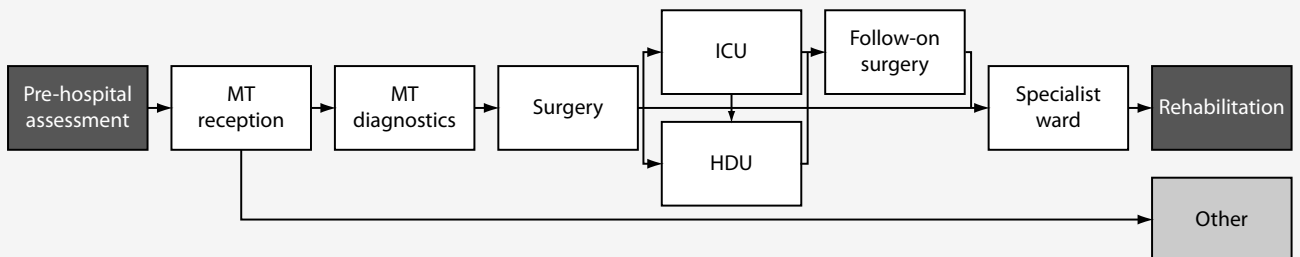 Pre-hospital
assessment
MT
reception
MT
diagnostics
Surgery
ICU
HDU
Follow-on
surgery
Specialist
ward
Rehabilitation
Other